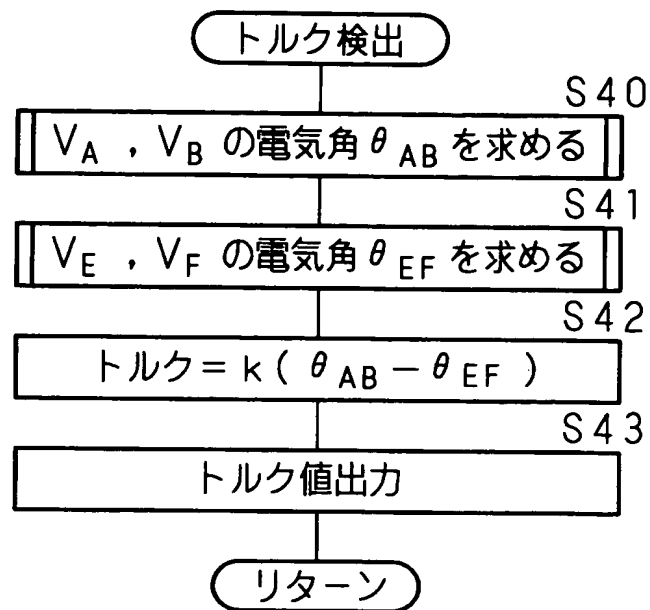 トルク検出
S40
V_A , V_B の電気角θ_ABを求める
S41
V_E , V_F の電気角θ_EFを求める
S42
トルク=k(θ_AB−θ_EF)
S43
トルク値出力
リターン